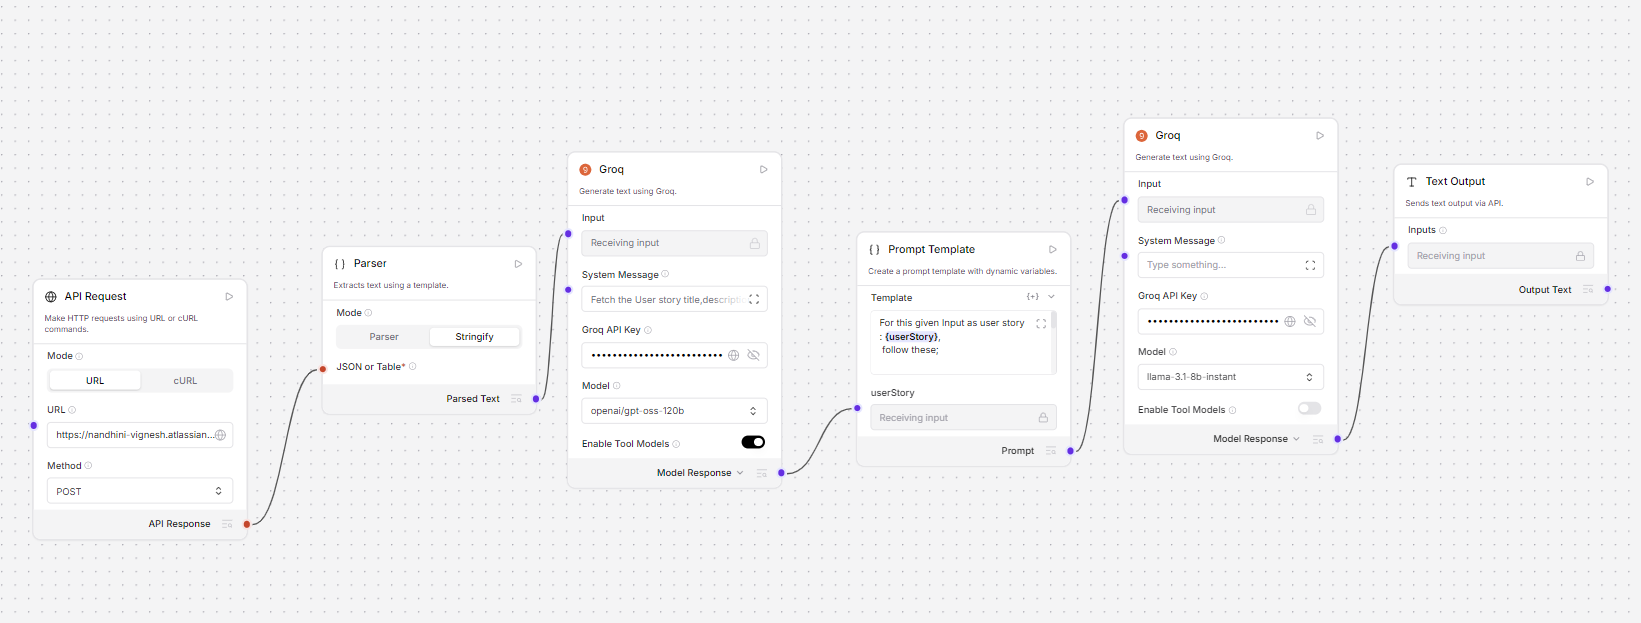 API Request
Make HTTP requests using URL or cURL
commands.
Mode
URL
cURL
URL
https://nandhini-vignesh.atlassian...
Method
POST
API Response
Parser
Extracts text using a template.
Mode
Parser
Stringify
JSON or Table*
Parsed Text
Groq
Generate text using Groq.
Input
Receiving input
System Message
Fetch the User story title,descripti
Groq API Key
Model
openai/gpt-oss-120b
Enable Tool Models
Model Response
Prompt Template
Create a prompt template with dynamic variables.
Template
{+}
For this given Input as user story
: {userStory},
follow these;
userStory
Receiving input
Prompt
Groq
Generate text using Groq.
Input
Receiving input
System Message
Type something...
Groq API Key
Model
llama-3.1-8b-instant
Enable Tool Models
Model Response
Text Output
Sends text output via API.
Inputs
Receiving input
Output Text